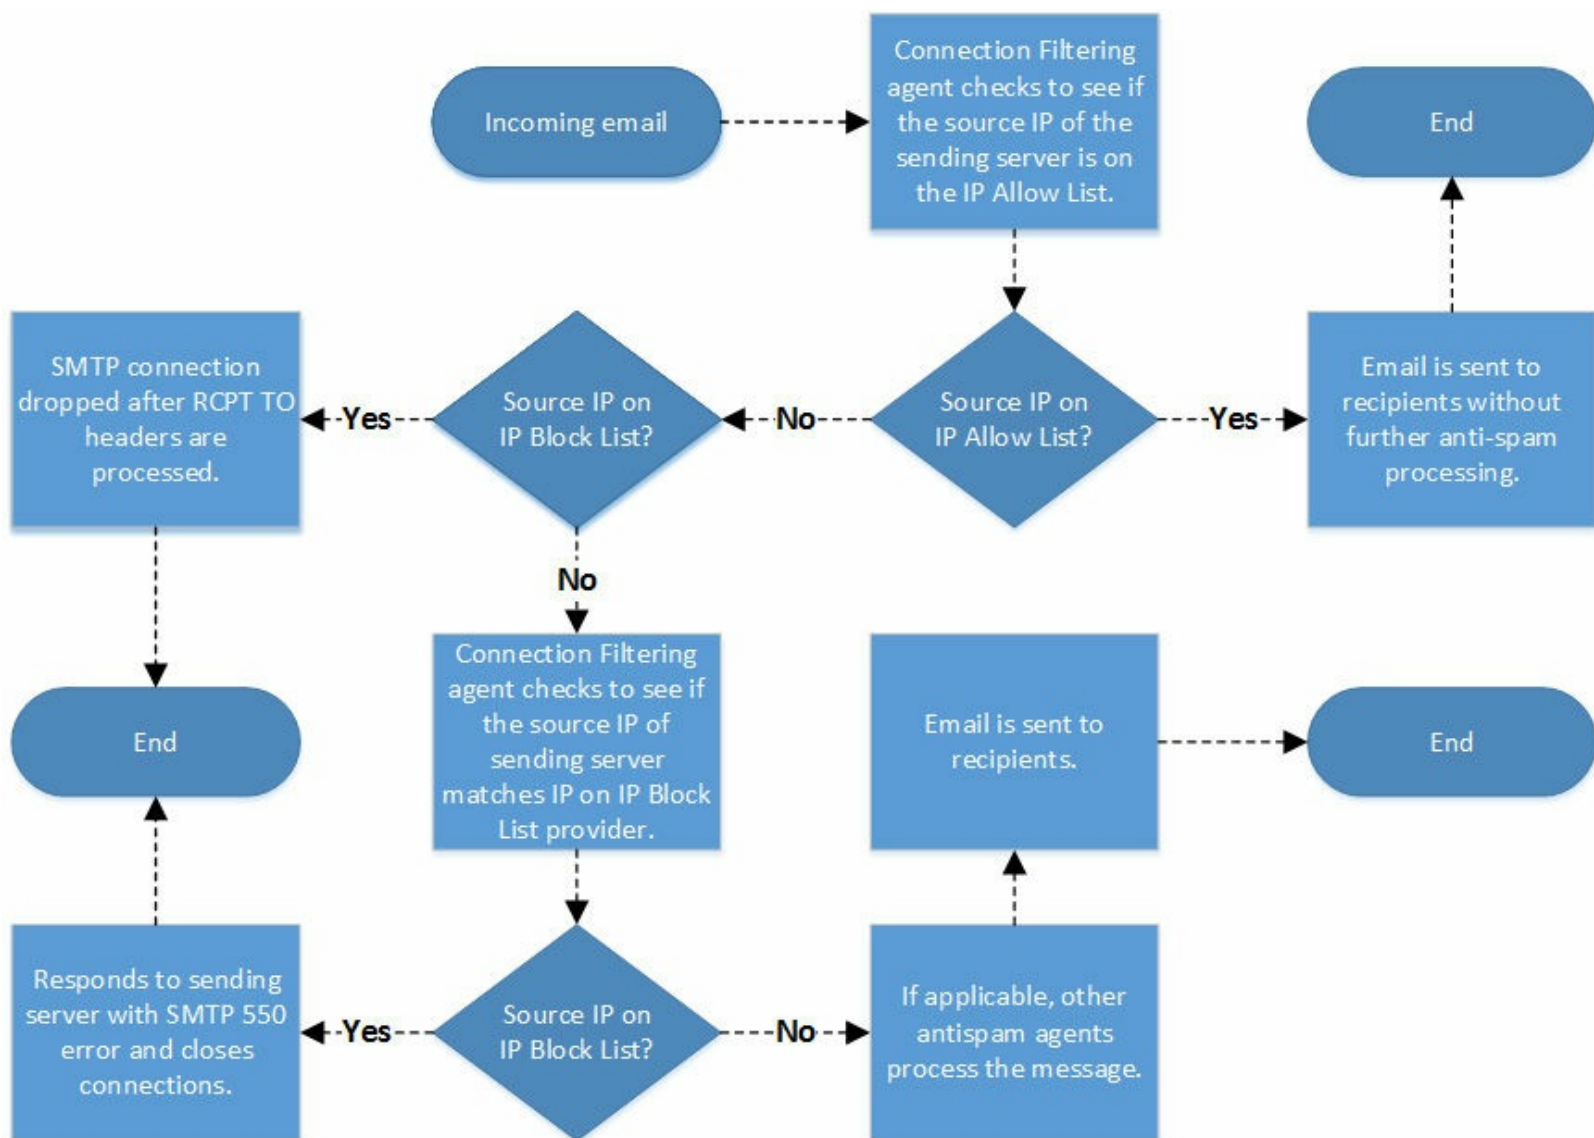 Incoming email
Connection Filtering
agent checks to see if
the source IP of the
sending server is on
the IP Allow List.
End
SMTP connection
dropped after RCPT TO
headers are
processed.
Yes
Source IP on
IP Block List?
No
Source IP on
IP Allow List?
Yes
Email is sent to
recipients without
further anti-spam
processing.
No
Connection Filtering
agent checks to see if
the source IP of
sending server
matches IP on IP Block
List provider.
End
Email is sent to
recipients.
End
Responds to sending
server with SMTP 550
error and closes
connections.
Yes
Source IP on
IP Block List?
No
If applicable, other
antispam agents
process the message.